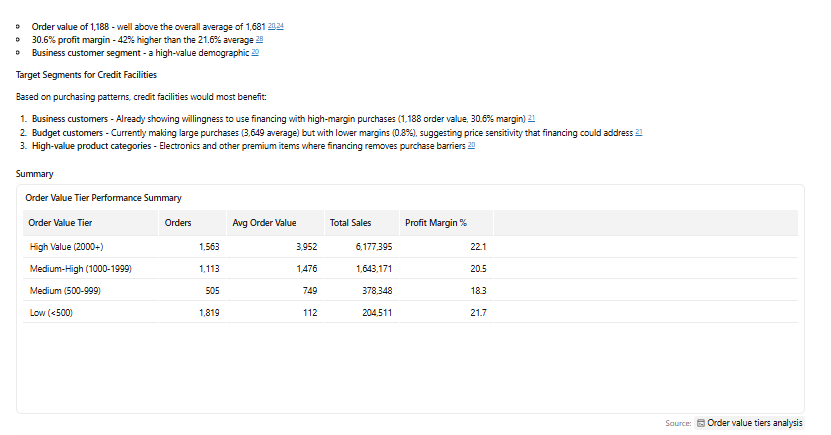 Order value of 1,188 - well above the overall average of 1,681 20,24
30.6% profit margin - 42% higher than the 21.6% average 28
Business customer segment - a high-value demographic 20
Target Segments for Credit Facilities
Based on purchasing patterns, credit facilities would most benefit:
1. Business customers - Already showing willingness to use financing with high-margin purchases (1,188 order value, 30.6% margin) 21
2. Budget customers - Currently making large purchases (3,649 average) but with lower margins (0.8%), suggesting price sensitivity that financing could address 21
3. High-value product categories - Electronics and other premium items where financing removes purchase barriers 20
Summary
Order Value Tier Performance Summary
Order Value Tier Orders Avg Order Value Total Sales Profit Margin %
High Value (2000+) 1,563 3,952 6,177,395 22.1
Medium-High (1000-1999) 1,113 1,476 1,643,171 20.5
Medium (500-999) 505 749 378,348 18.3
Low (<500) 1,819 112 204,511 21.7
Source: Order value tiers analysis